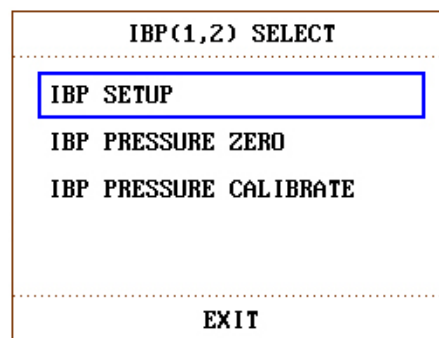 IBP(1,2) SELECT
IBP SETUP
IBP PRESSURE ZERO
IBP PRESSURE CALIBRATE
EXIT